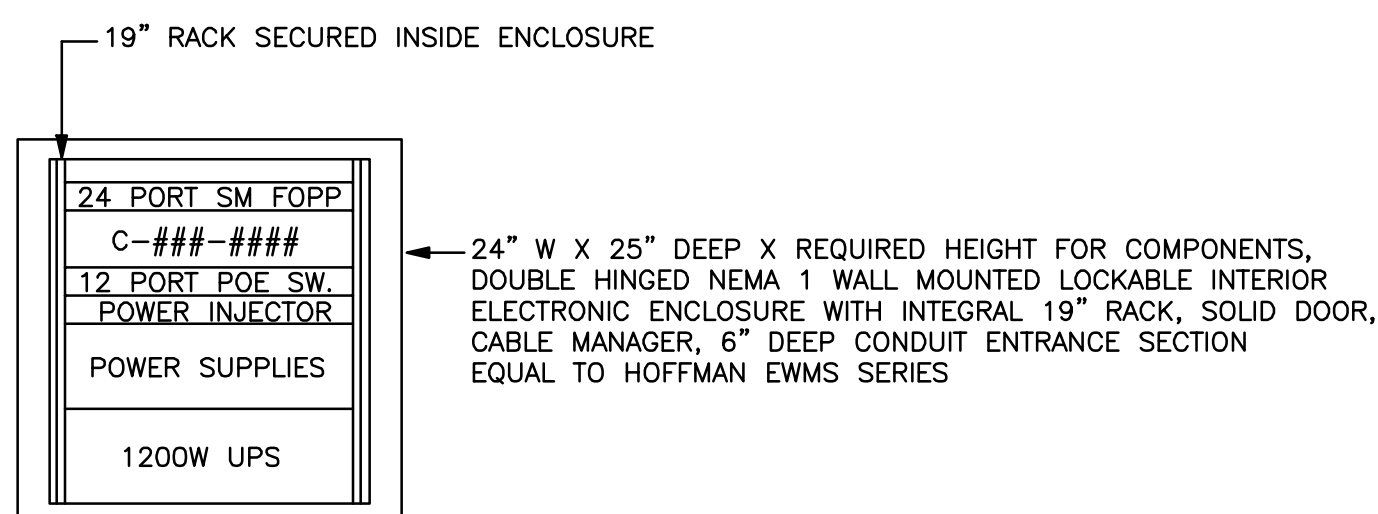 19” RACK SECURED INSIDE ENCLOSURE
24 PORT SM FOPP
C-###-####
12 PORT POE SW.
POWER INJECTOR
POWER SUPPLIES
1200W UPS
24” W X 25” DEEP X REQUIRED HEIGHT FOR COMPONENTS,
DOUBLE HINGED NEMA 1 WALL MOUNTED LOCKABLE INTERIOR
ELECTRONIC ENCLOSURE WITH INTEGRAL 19” RACK, SOLID DOOR,
CABLE MANAGER, 6” DEEP CONDUIT ENTRANCE SECTION
EQUAL TO HOFFMAN EWMS SERIES